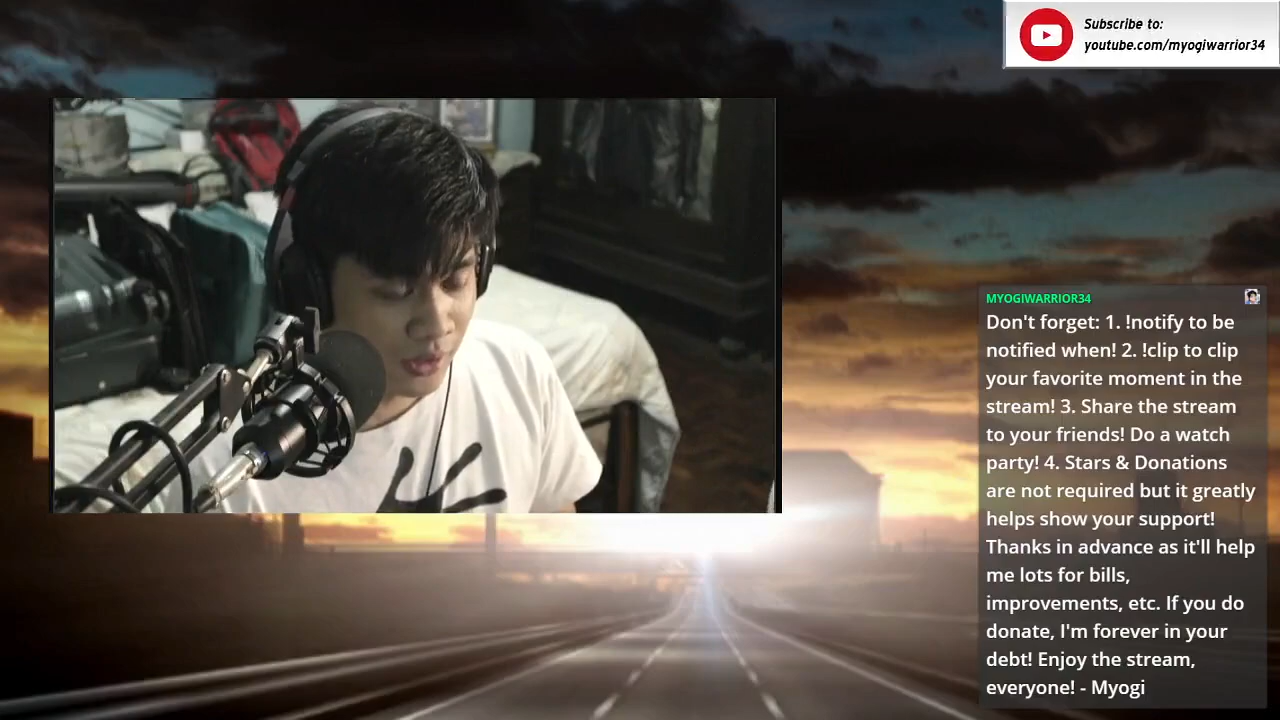 Subscribe to:
youtube.com/myogiwarrior34
MYOGIWARRIOR34
Don't forget: 1. !notify to be
notified when! 2. !clip to clip
your favorite moment in the
stream! 3. Share the stream
to your friends! Do a watch
party! 4. Stars & Donations
are not required but it greatly
helps show your support!
Thanks in advance as it'll help
me lots for bills,
improvements, etc. If you do
donate, I'm forever in your
debt! Enjoy the stream,
everyone! - Myogi